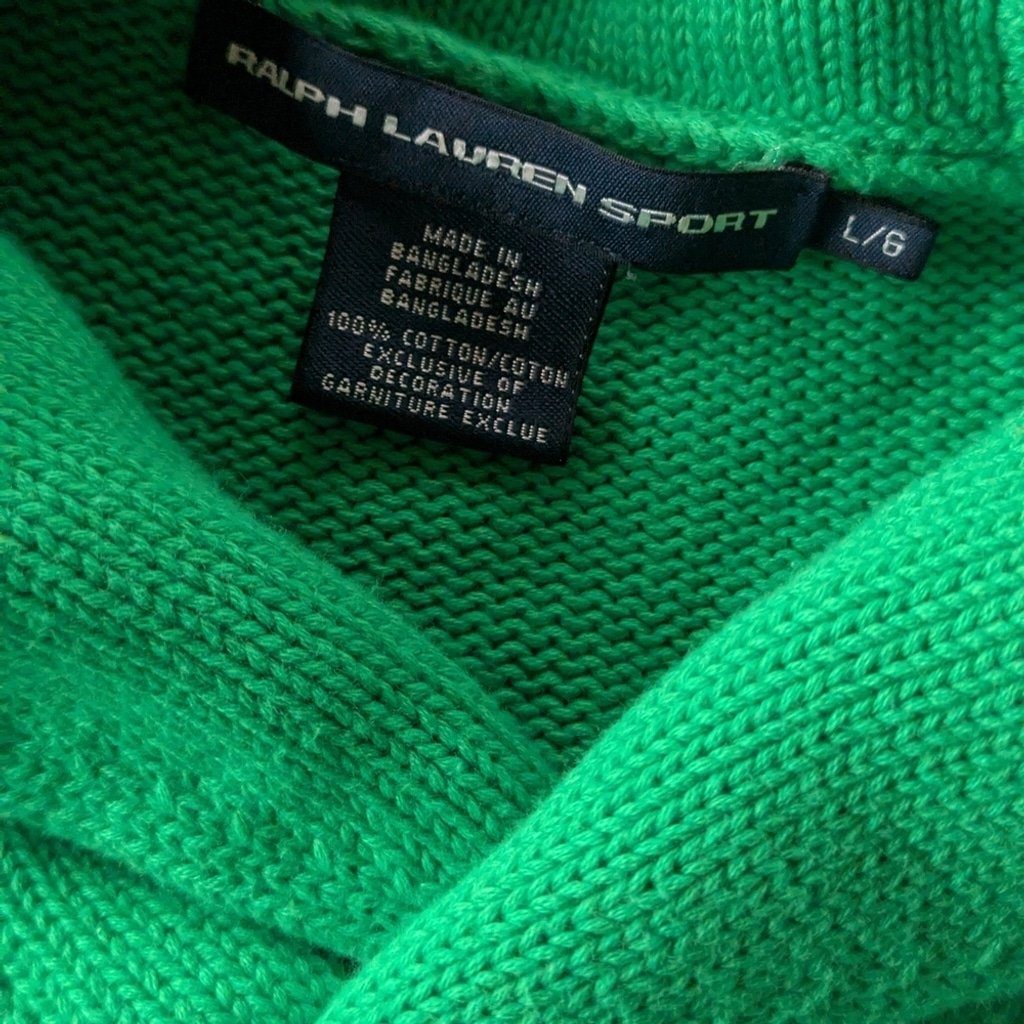 RALPH LAUREN SPORT
L/G
MADE IN
BANGLADESH
FABRIQUE AU
BANGLADESH
100% COTTON/COTON
EXCLUSIVE OF
DECORATION
GARNITURE EXCLUE